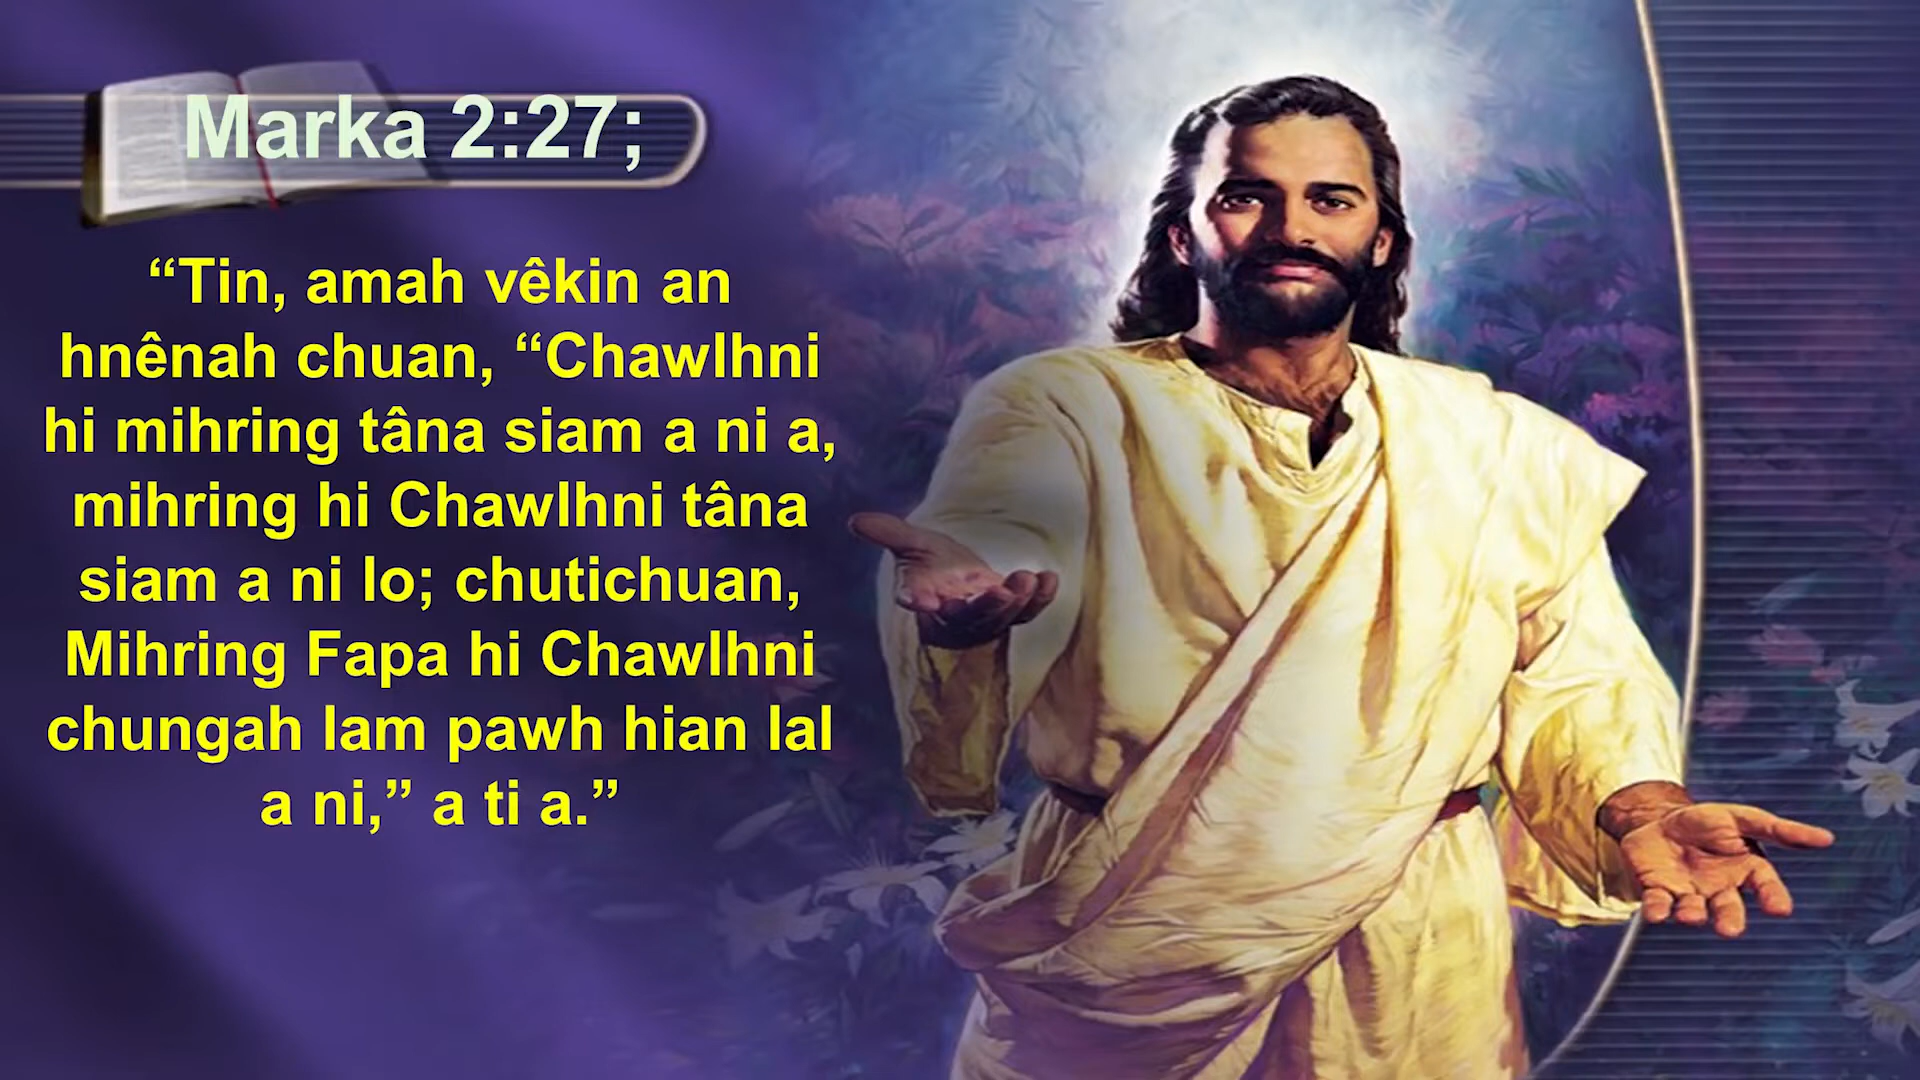 Marka 2:27;
“Tin, amah vêkin an
hnênah chuan, “Chawlhni
hi mihring tâna siam a ni a,
mihring hi Chawlhni tâna
siam a ni lo; chutichuan,
Mihring Fapa hi Chawlhni
chungah lam pawh hian lal
a ni,” a ti a.”